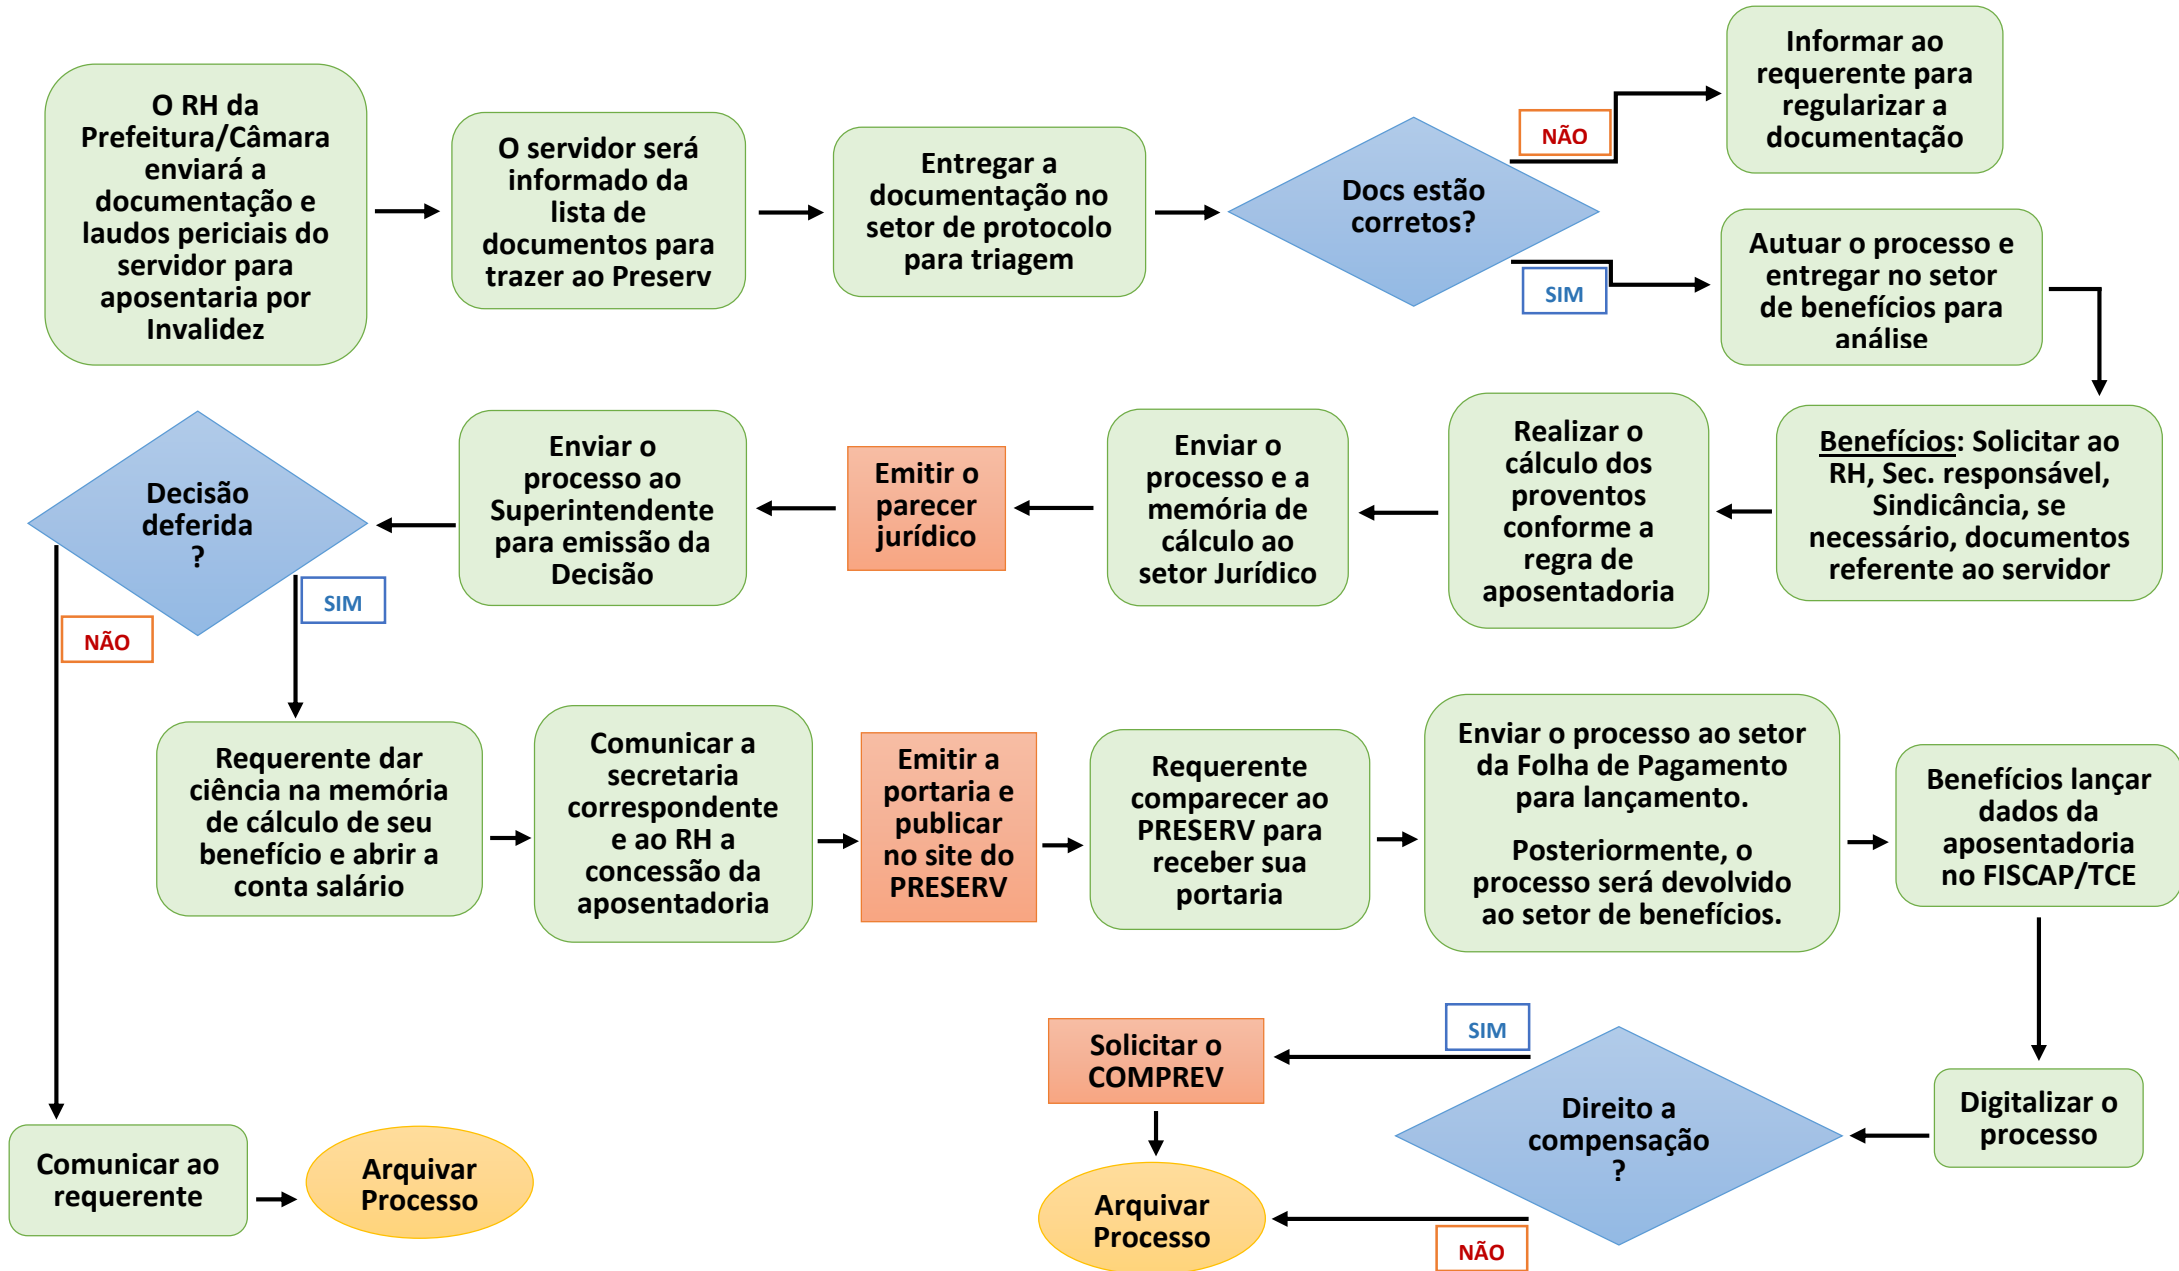 O RH da
Prefeitura/Câmara
enviará a
documentação e
laudos periciais do
servidor para
aposentaria por
Invalidez
O servidor será
informado da
lista de
documentos para
trazer ao Preserv
Entregar a
documentação no
setor de protocolo
para triagem
Docs estão
corretos?
NÃO
Informar ao
requerente para
regularizar a
documentação
SIM
Autuar o processo e
entregar no setor
de benefícios para
análise
Benefícios: Solicitar ao
RH, Sec. responsável,
Sindicância, se
necessário, documentos
referente ao servidor
Realizar o
cálculo dos
proventos
conforme a
regra de
aposentadoria
Enviar o
processo e a
memória de
cálculo ao
setor Jurídico
Emitir o
parecer
jurídico
Enviar o
processo ao
Superintendente
para emissão da
Decisão
Decisão
deferida
?
SIM
NÃO
Requerente dar
ciência na memória
de cálculo de seu
benefício e abrir a
conta salário
Comunicar a
secretaria
correspondente
e ao RH a
concessão da
aposentadoria
Emitir a
portaria e
publicar
no site do
PRESERV
Requerente
comparecer ao
PRESERV para
receber sua
portaria
Enviar o processo ao setor
da Folha de Pagamento
para lançamento.
Posteriormente, o
processo será devolvido
ao setor de benefícios.
Benefícios lançar
dados da
aposentadoria
no FISCAP/TCE
Digitalizar o
processo
Direito a
compensação
?
SIM
Solicitar o
COMPREV
NÃO
Arquivar
Processo
Comunicar ao
requerente
Arquivar
Processo